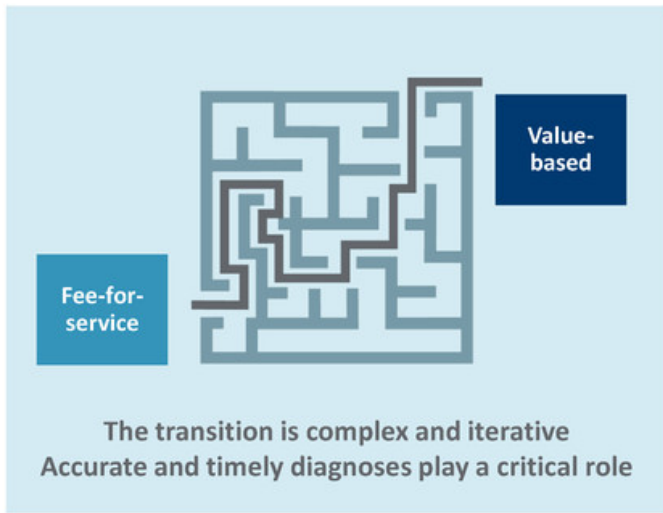 Value-
based
Fee-for-
service
The transition is complex and iterative
Accurate and timely diagnoses play a critical role